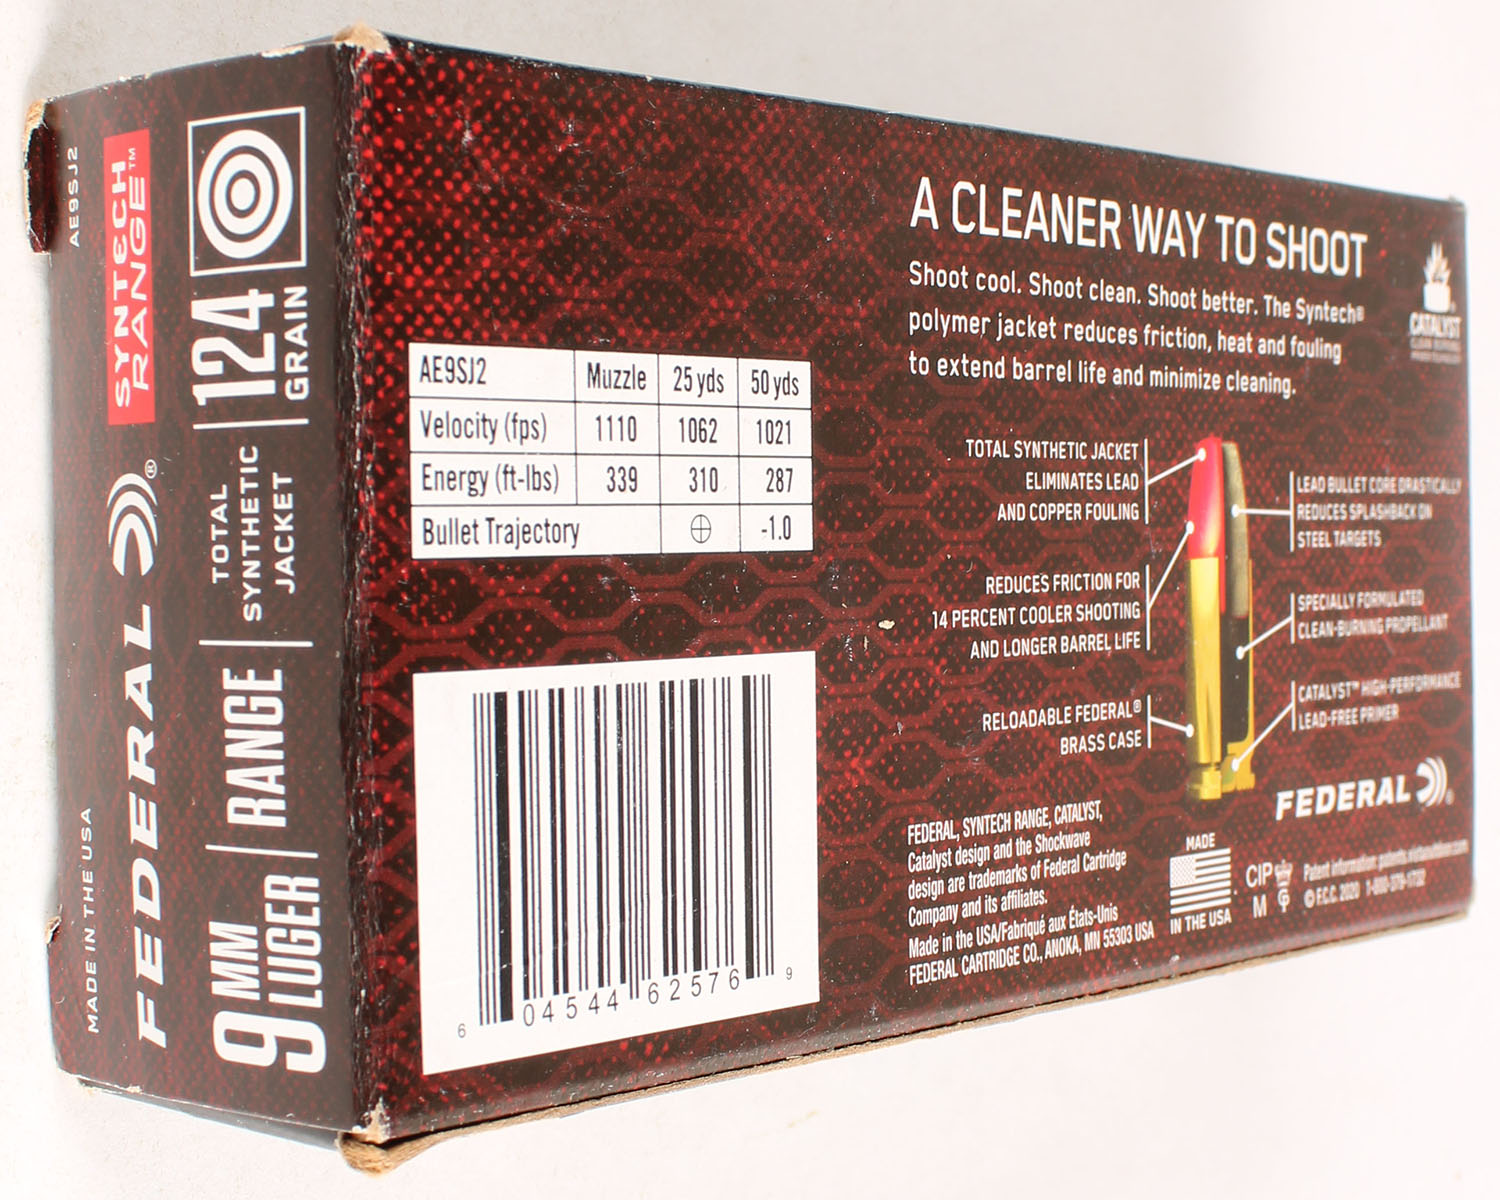 AE9SJ2
SYNTECH
RANGE™
FEDERAL®
MADE IN THE USA
124
GRAIN
TOTAL
SYNTHETIC
JACKET
RANGE
9MM
LUGER
AE9SJ2 Muzzle 25 yds 50 yds
Velocity (fps) 1110 1062 1021
Energy (ft-lbs) 339 310 287
Bullet Trajectory ⊕ -1.0
6 04544 62576 9
A CLEANER WAY TO SHOOT
Shoot cool. Shoot clean. Shoot better. The Syntech®
polymer jacket reduces friction, heat and fouling
to extend barrel life and minimize cleaning.
CATALYST
TOTAL SYNTHETIC JACKET
ELIMINATES LEAD
AND COPPER FOULING
REDUCES FRICTION FOR
14 PERCENT COOLER SHOOTING
AND LONGER BARREL LIFE
RELOADABLE FEDERAL®
BRASS CASE
LEAD BULLET CORE DRASTICALLY
REDUCES SPLASHBACK ON
STEEL TARGETS
SPECIALLY FORMULATED
CLEAN-BURNING PROPELLANT
CATALYST™ HIGH-PERFORMANCE
LEAD-FREE PRIMER
FEDERAL®
FEDERAL, SYNTECH RANGE, CATALYST,
Catalyst design and the Shockwave
design are trademarks of Federal Cartridge
Company and its affiliates.
Made in the USA/Fabriqué aux États-Unis
FEDERAL CARTRIDGE CO., ANOKA, MN 55303 USA
MADE
IN THE USA
CIP
M
Patent information:
© F.C.C. 2020 1-800-379-1732